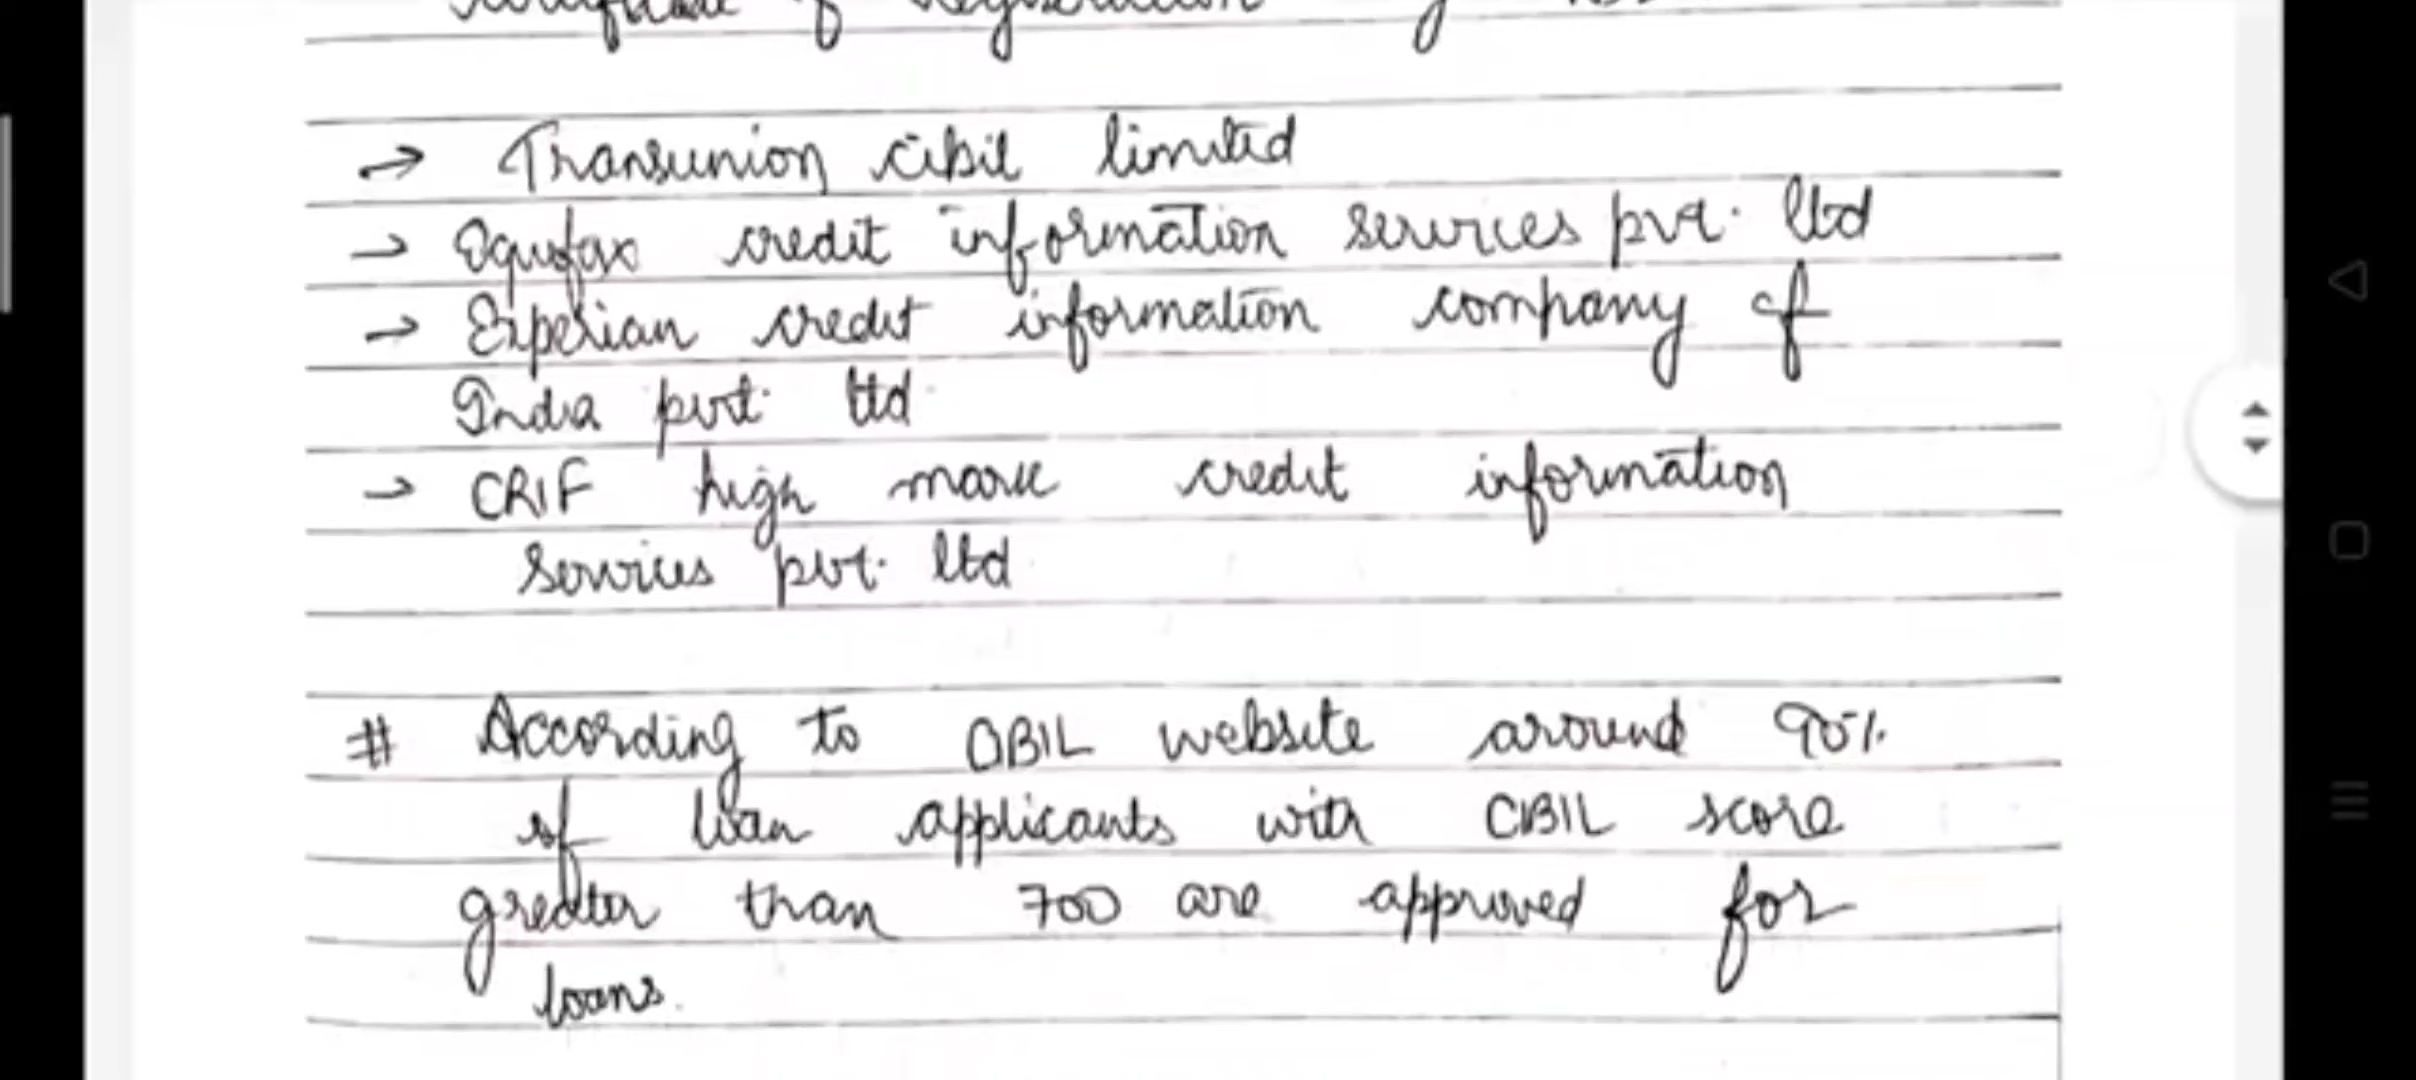 of Registration
→ Transunion cibil limited
→ Equifax credit information services pvt. ltd
→ Experian credit information company of
India pvt. ltd.
→ CRIF high mark credit information
services pvt. ltd
# According to CIBIL website around 90%
of loan applicants with CIBIL score
greater than 700 are approved for
loans.